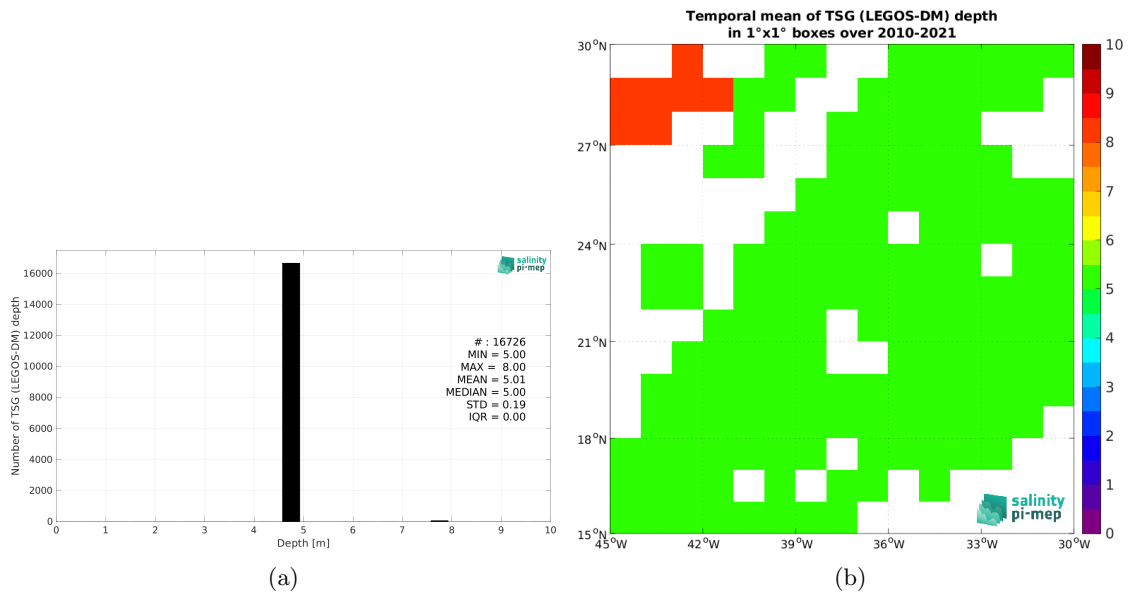 Number of TSG (LEGOS-DM) depth
16000
14000
12000
10000
8000
6000
4000
2000
0
0 1 2 3 4 5 6 7 8 9 10
Depth [m]
salinity
pi-mep
# : 16726
MIN = 5.00
MAX = 8.00
MEAN = 5.01
MEDIAN = 5.00
STD = 0.19
IQR = 0.00
(a)
Temporal mean of TSG (LEGOS-DM) depth
in 1°x1° boxes over 2010-2021
30°N
27°N
24°N
21°N
18°N
15°N
45°W 42°W 39°W 36°W 33°W 30°W
salinity
pi-mep
10
9
8
7
6
5
4
3
2
1
0
(b)